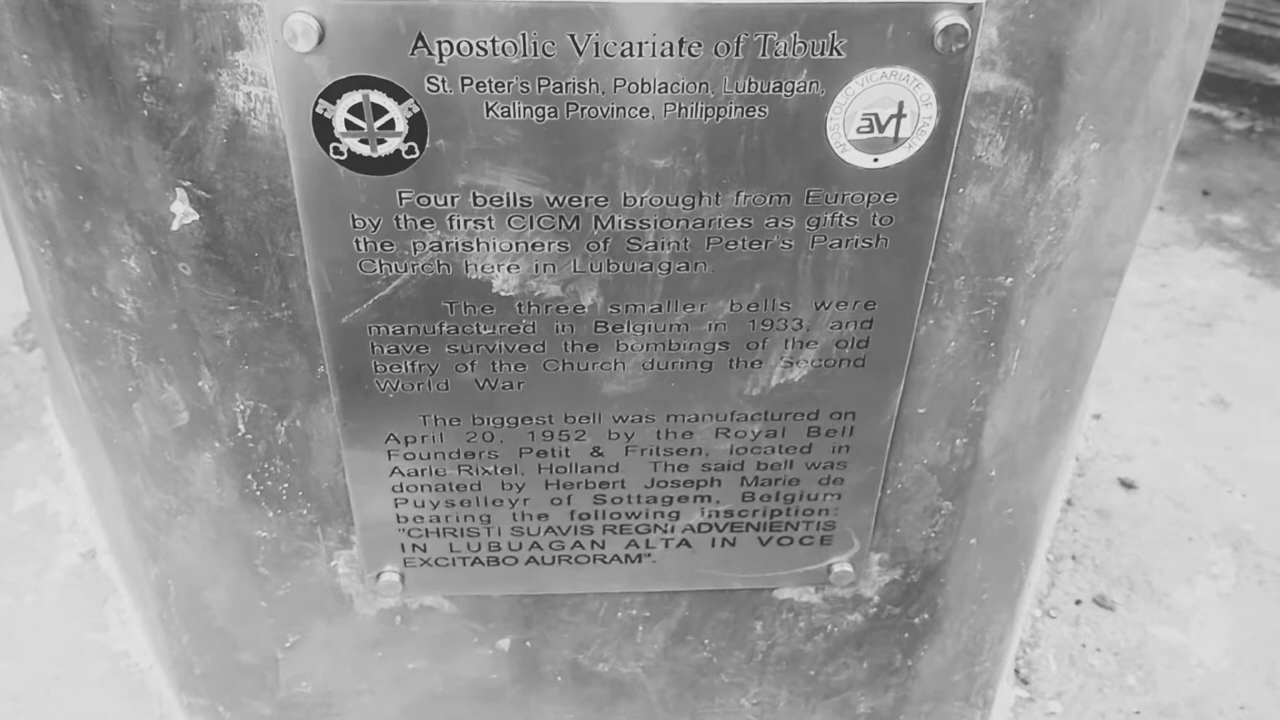 Apostolic Vicariate of Tabuk
St. Peter's Parish, Poblacion, Lubuagan,
Kalinga Province, Philippines
APOSTOLIC VICARIATE OF TABUK
avt
Four bells were brought from Europe
by the first CICM Missionaries as gifts to
the parishioners of Saint Peter's Parish
Church here in Lubuagan.
The three smaller bells were
manufactured in Belgium in 1933, and
have survived the bombings of the old
belfry of the Church during the Second
World War
The biggest bell was manufactured on
April 20, 1952 by the Royal Bell
Founders Petit & Fritsen, located in
Aarle-Rixtel, Holland. The said bell was
donated by Herbert Joseph Marie de
Puyselleyr of Sottagem, Belgium
bearing the following inscription:
"CHRISTI SUAVIS REGNI ADVENIENTIS
IN LUBUAGAN ALTA IN VOCE
EXCITABO AURORAM".